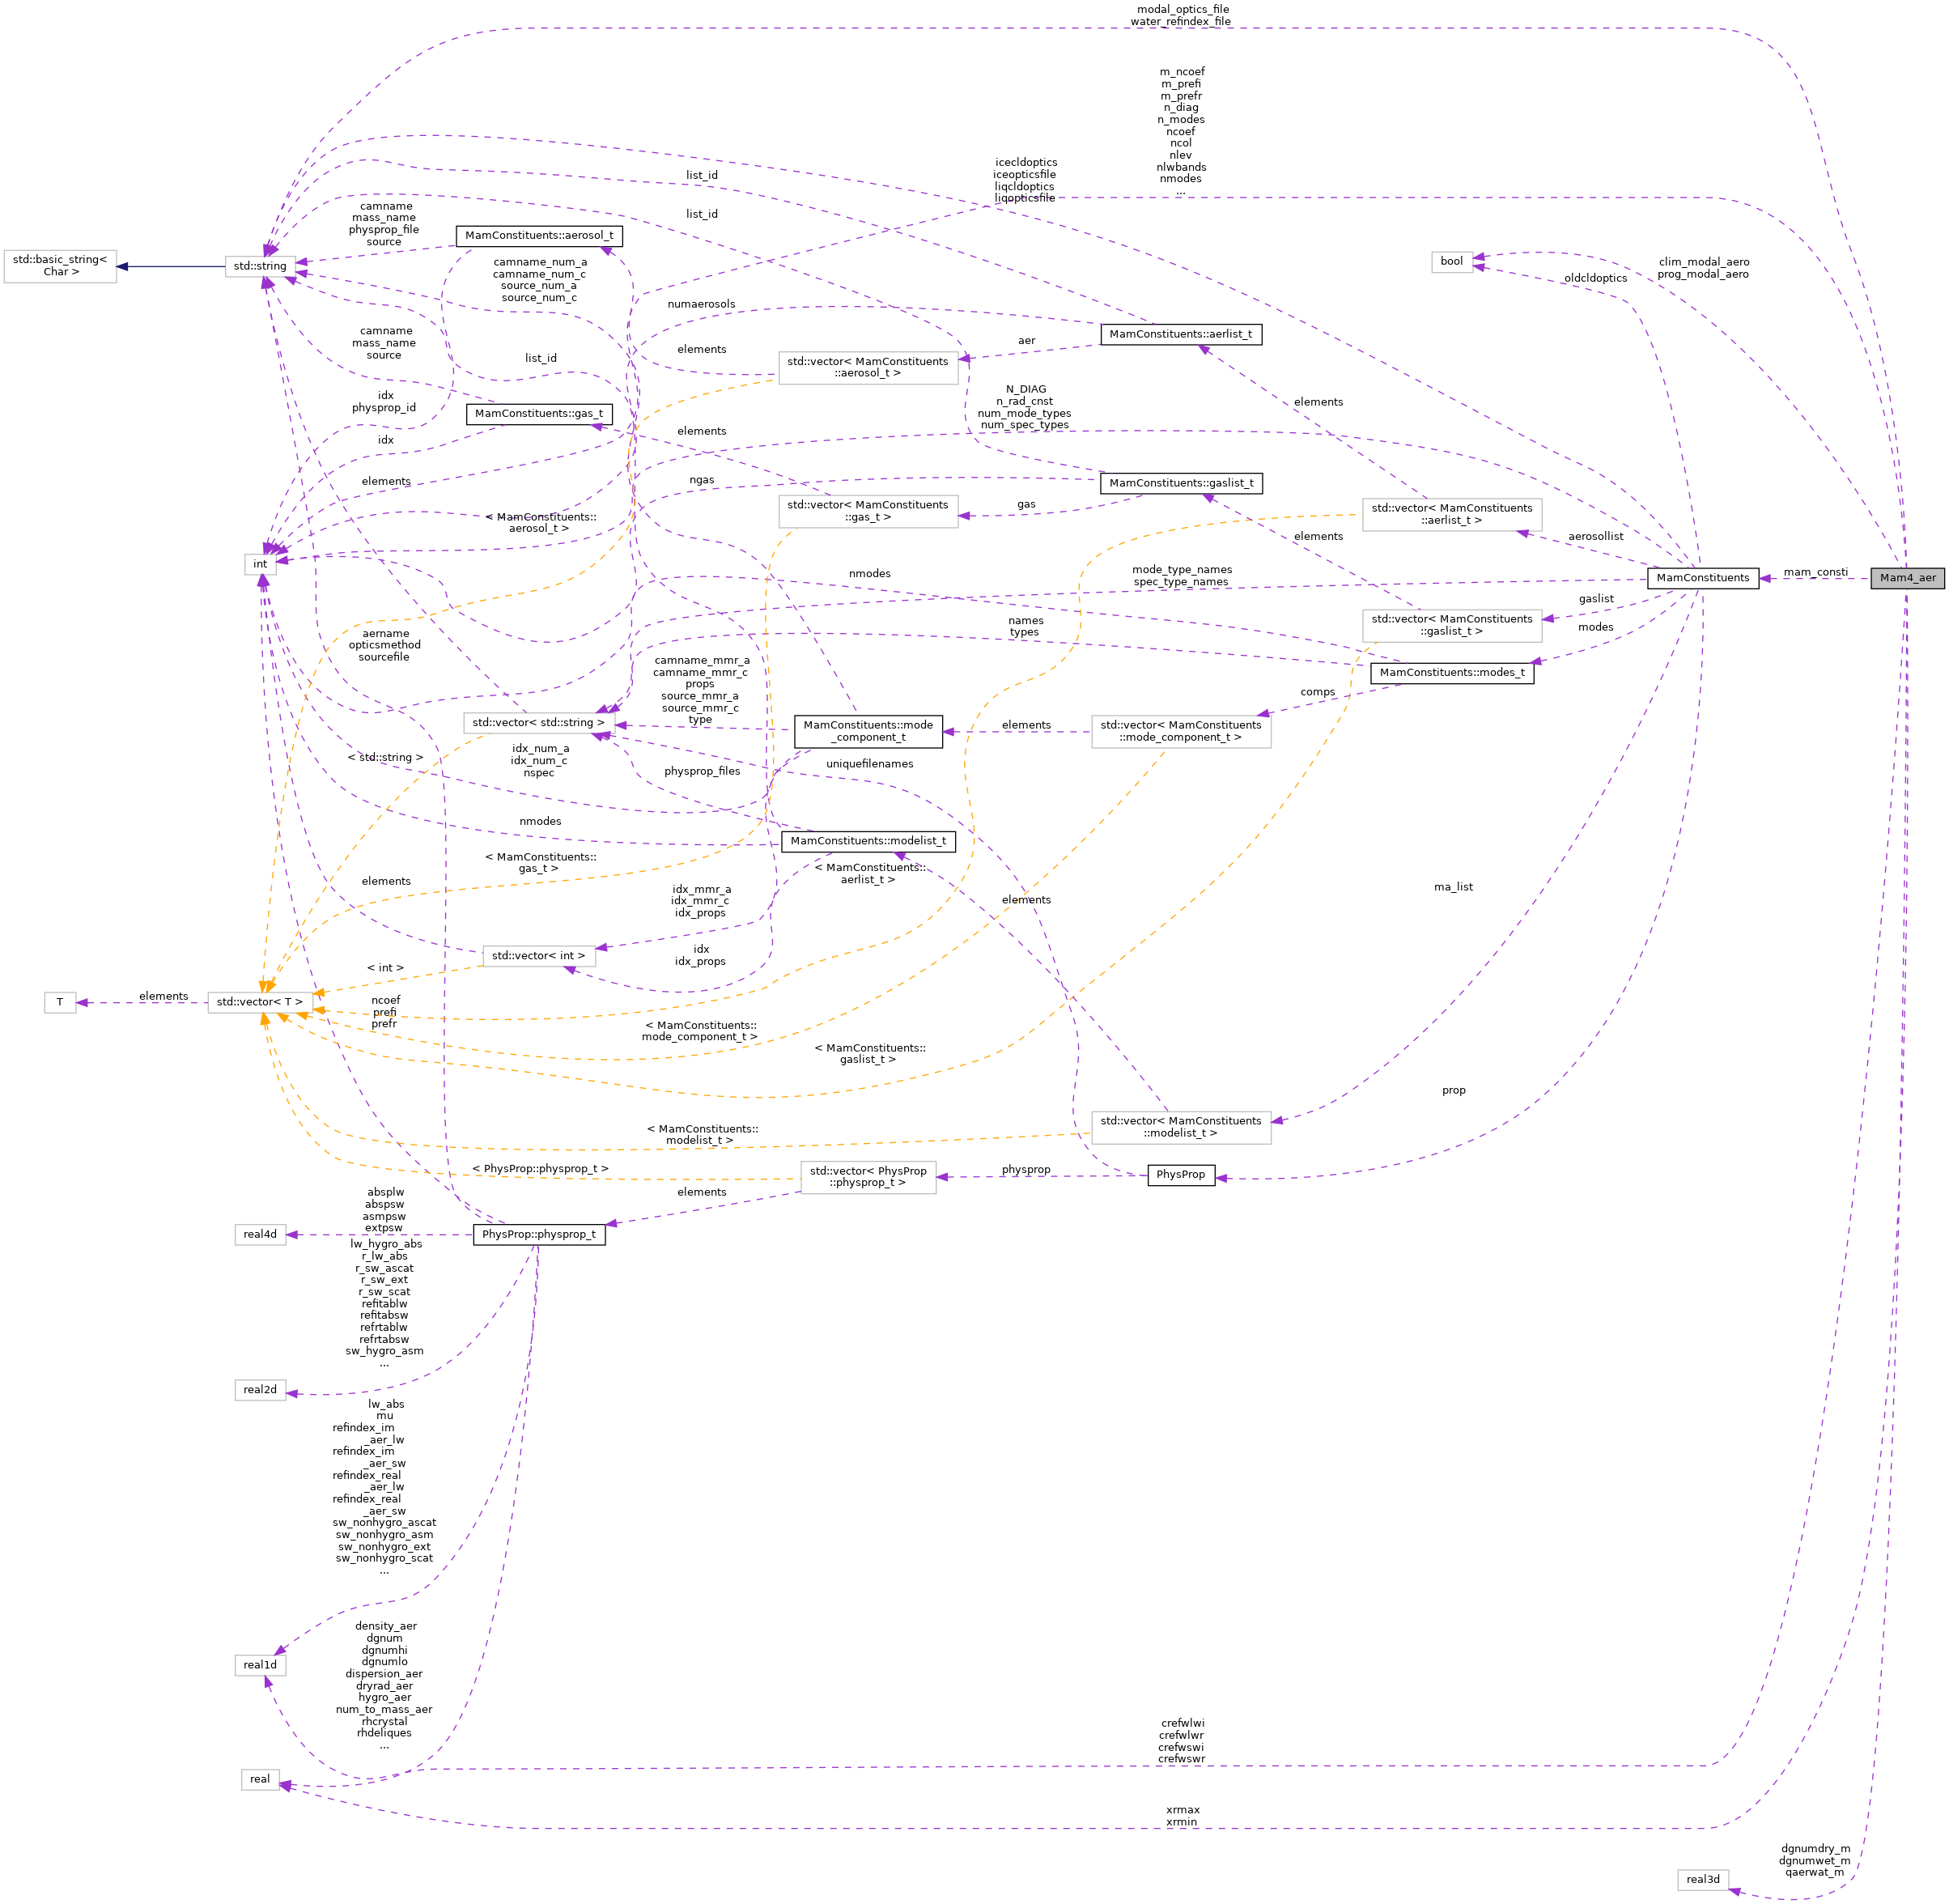 modal_optics_file
water_refindex_file
m_ncoef
m_prefi
m_prefr
n_diag
n_modes
ncoef
ncol
nlev
nlwbands
nmodes
...
icecldoptics
iceopticsfile
liqcldoptics
liqopticsfile
list_id
list_id
camname
mass_name
physprop_file
source
MamConstituents::aerosol_t
std::basic_string<
Char >
std::string
camname_num_a
camname_num_c
source_num_a
source_num_c
bool
clim_modal_aero
prog_modal_aero
oldcldoptics
numaerosols
MamConstituents::aerlist_t
aer
elements
std::vector< MamConstituents
::aerosol_t >
camname
mass_name
source
list_id
idx
physprop_id
MamConstituents::gas_t
N_DIAG
n_rad_cnst
num_mode_types
num_spec_types
elements
elements
idx
elements
ngas
MamConstituents::gaslist_t
gas
std::vector< MamConstituents
::gas_t >
std::vector< MamConstituents
::aerlist_t >
< MamConstituents::
aerosol_t >
elements
aerosollist
int
nmodes
mode_type_names
spec_type_names
MamConstituents
mam_consti
Mam4_aer
gaslist
modes
std::vector< MamConstituents
::gaslist_t >
names
types
aername
opticsmethod
sourcefile
MamConstituents::modes_t
camname_mmr_a
camname_mmr_c
props
source_mmr_a
source_mmr_c
type
comps
std::vector< std::string >
MamConstituents::mode
_component_t
elements
std::vector< MamConstituents
::mode_component_t >
< std::string >
idx_num_a
idx_num_c
nspec
physprop_files
uniquefilenames
nmodes
MamConstituents::modelist_t
< MamConstituents::
gas_t >
elements
< MamConstituents::
aerlist_t >
idx_mmr_a
idx_mmr_c
idx_props
elements
ma_list
std::vector< int >
idx
idx_props
< int >
T
elements
std::vector< T >
ncoef
prefi
prefr
< MamConstituents::
mode_component_t >
< MamConstituents::
gaslist_t >
prop
std::vector< MamConstituents
::modelist_t >
< MamConstituents::
modelist_t >
< PhysProp::physprop_t >
std::vector< PhysProp
::physprop_t >
physprop
PhysProp
elements
absplw
abspsw
asmpsw
extpsw
real4d
PhysProp::physprop_t
lw_hygro_abs
r_lw_abs
r_sw_ascat
r_sw_ext
r_sw_scat
refitablw
refitabsw
refrtablw
refrtabsw
sw_hygro_asm
...
real2d
lw_abs
mu
refindex_im
_aer_lw
refindex_im
_aer_sw
refindex_real
_aer_lw
refindex_real
_aer_sw
sw_nonhygro_ascat
sw_nonhygro_asm
sw_nonhygro_ext
sw_nonhygro_scat
...
real1d
density_aer
dgnum
dgnumhi
dgnumlo
dispersion_aer
dryrad_aer
hygro_aer
num_to_mass_aer
rhcrystal
rhdeliques
...
crefwlwi
crefwlwr
crefwswi
crefwswr
real
xrmax
xrmin
dgnumdry_m
dgnumwet_m
qaerwat_m
real3d